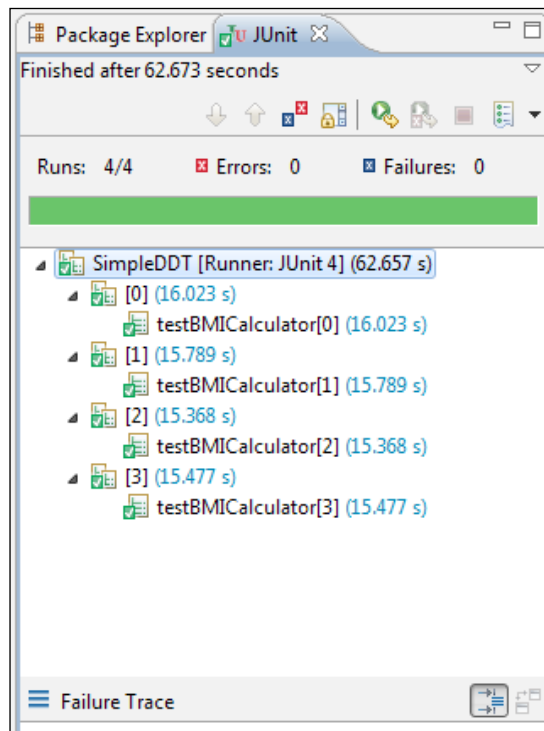 Package Explorer JUnit
Finished after 62.673 seconds
Runs: 4/4 Errors: 0 Failures: 0
SimpleDDT [Runner: JUnit 4] (62.657 s)
[0] (16.023 s)
testBMICalculator[0] (16.023 s)
[1] (15.789 s)
testBMICalculator[1] (15.789 s)
[2] (15.368 s)
testBMICalculator[2] (15.368 s)
[3] (15.477 s)
testBMICalculator[3] (15.477 s)
Failure Trace